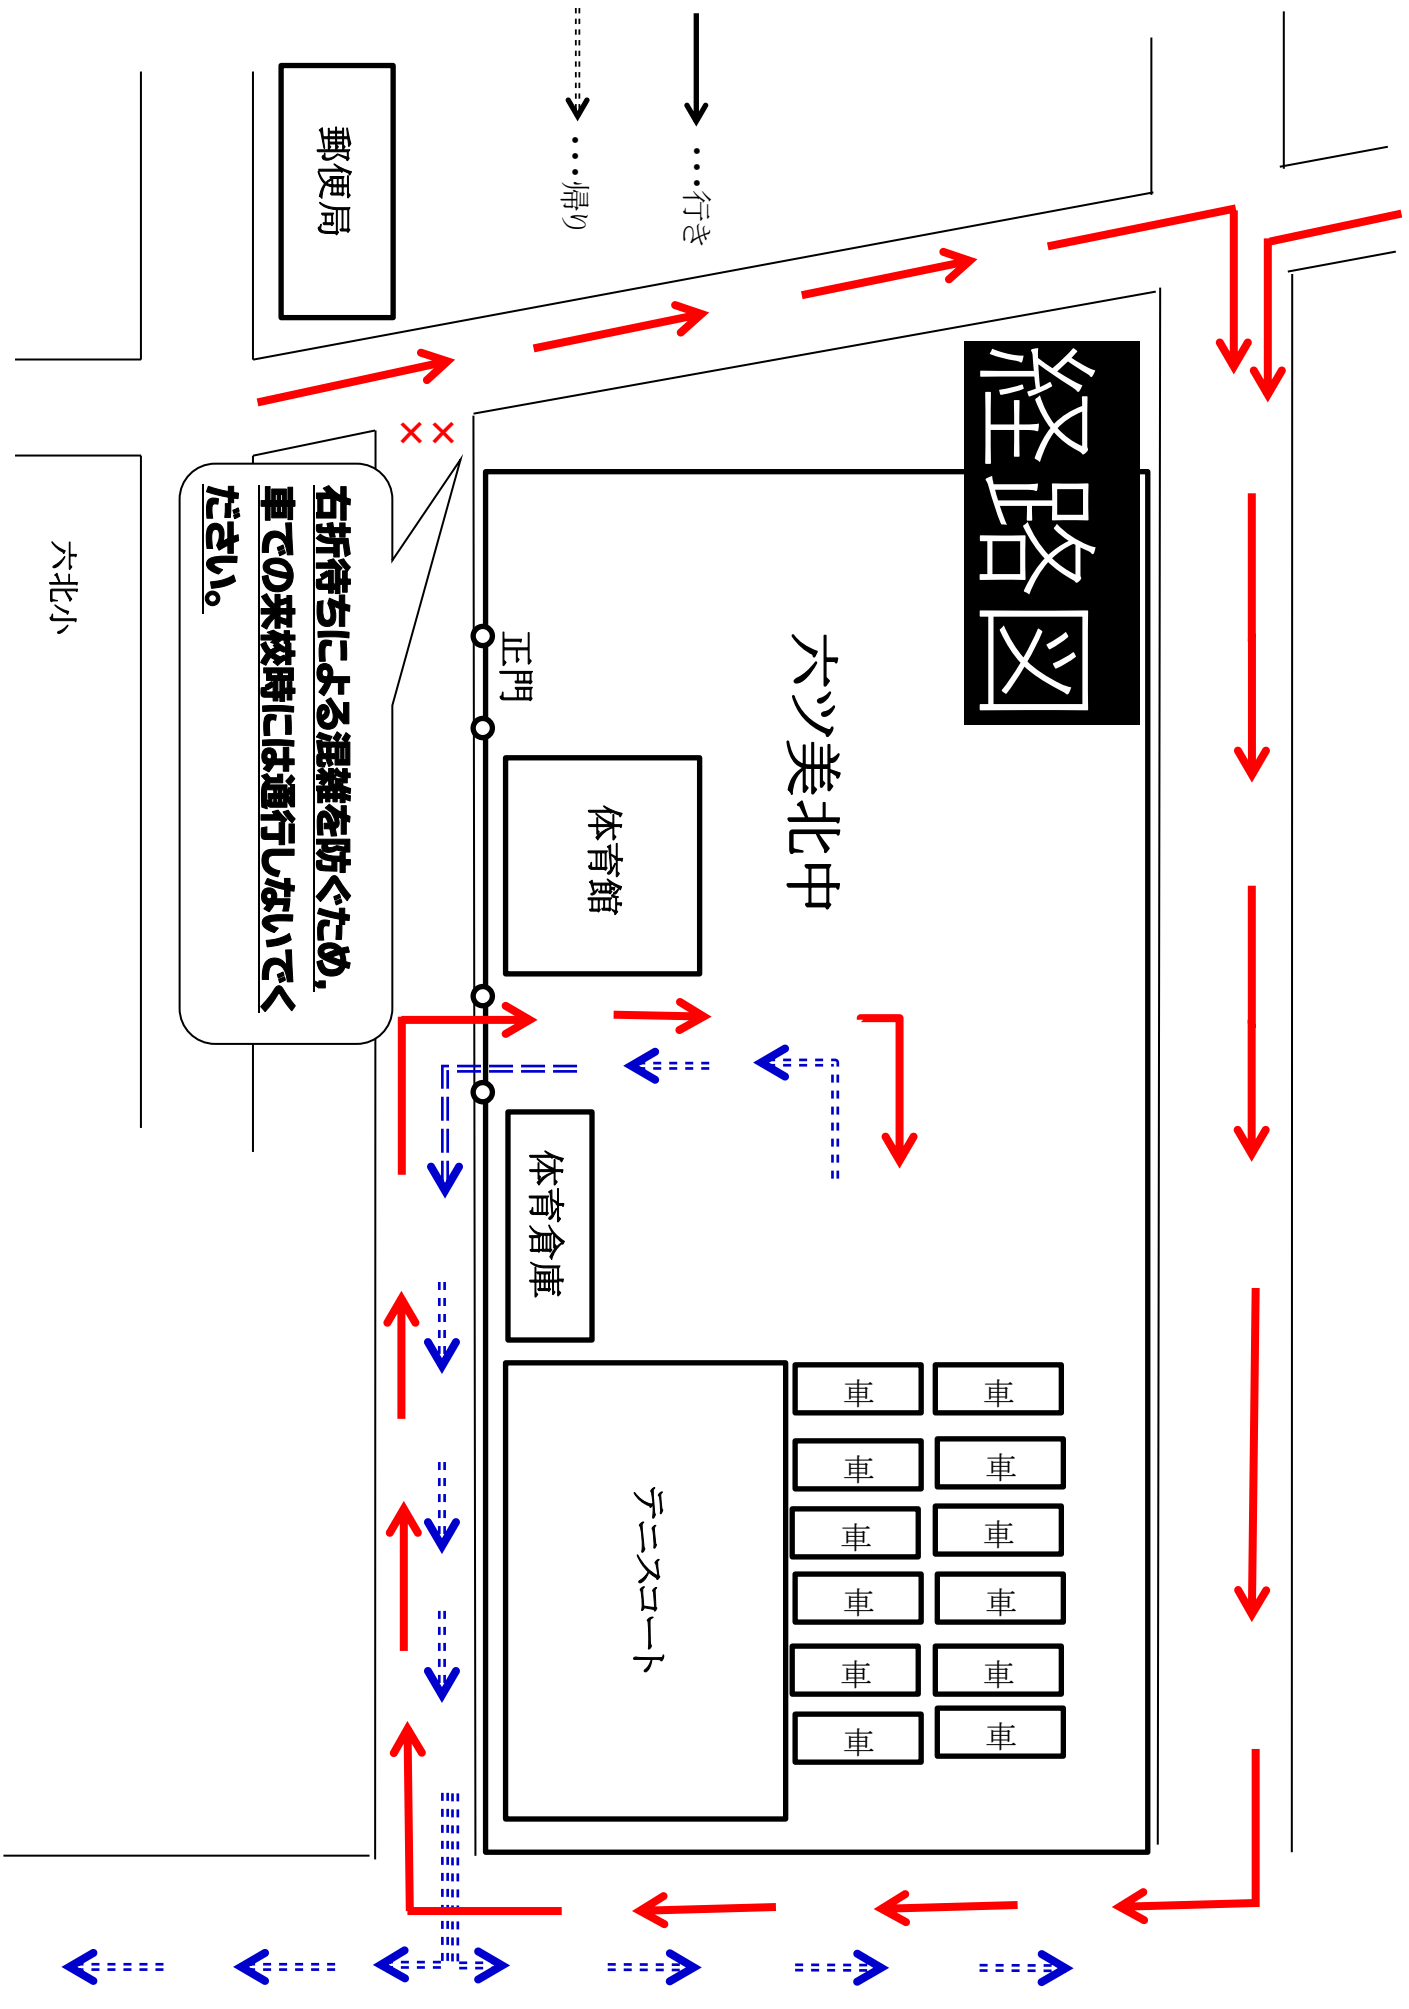 経路図
…行き
…帰り
郵便局
××
右折待ちによる混雑を防ぐため,
車での来校時には通行しないでく
ださい。
六北小
正門
六ツ美北中
体育館
体育倉庫
テニスコート
車
車
車
車
車
車
車
車
車
車
車
車